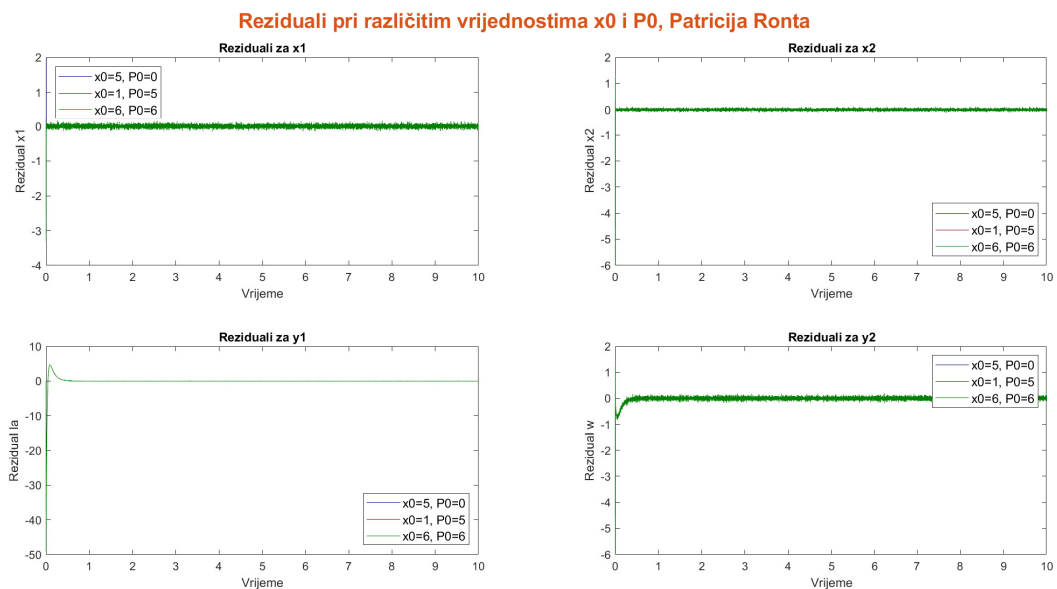 Reziduali pri različitim vrijednostima x0 i P0, Patricija Ronta
Reziduali za x1
2
1
0
-1
-2
-3
-4
Rezidual x1
x0=5, P0=0
x0=1, P0=5
x0=6, P0=6
0 1 2 3 4 5 6 7 8 9 10
Vrijeme
Reziduali za x2
2
1
0
-1
-2
-3
-4
-5
-6
Rezidual x2
x0=5, P0=0
x0=1, P0=5
x0=6, P0=6
0 1 2 3 4 5 6 7 8 9 10
Vrijeme
Reziduali za y1
10
0
-10
-20
-30
-40
-50
Rezidual Ia
x0=5, P0=0
x0=1, P0=5
x0=6, P0=6
0 1 2 3 4 5 6 7 8 9 10
Vrijeme
Reziduali za y2
2
1
0
-1
-2
-3
-4
-5
-6
Rezidual w
x0=5, P0=0
x0=1, P0=5
x0=6, P0=6
0 1 2 3 4 5 6 7 8 9 10
Vrijeme